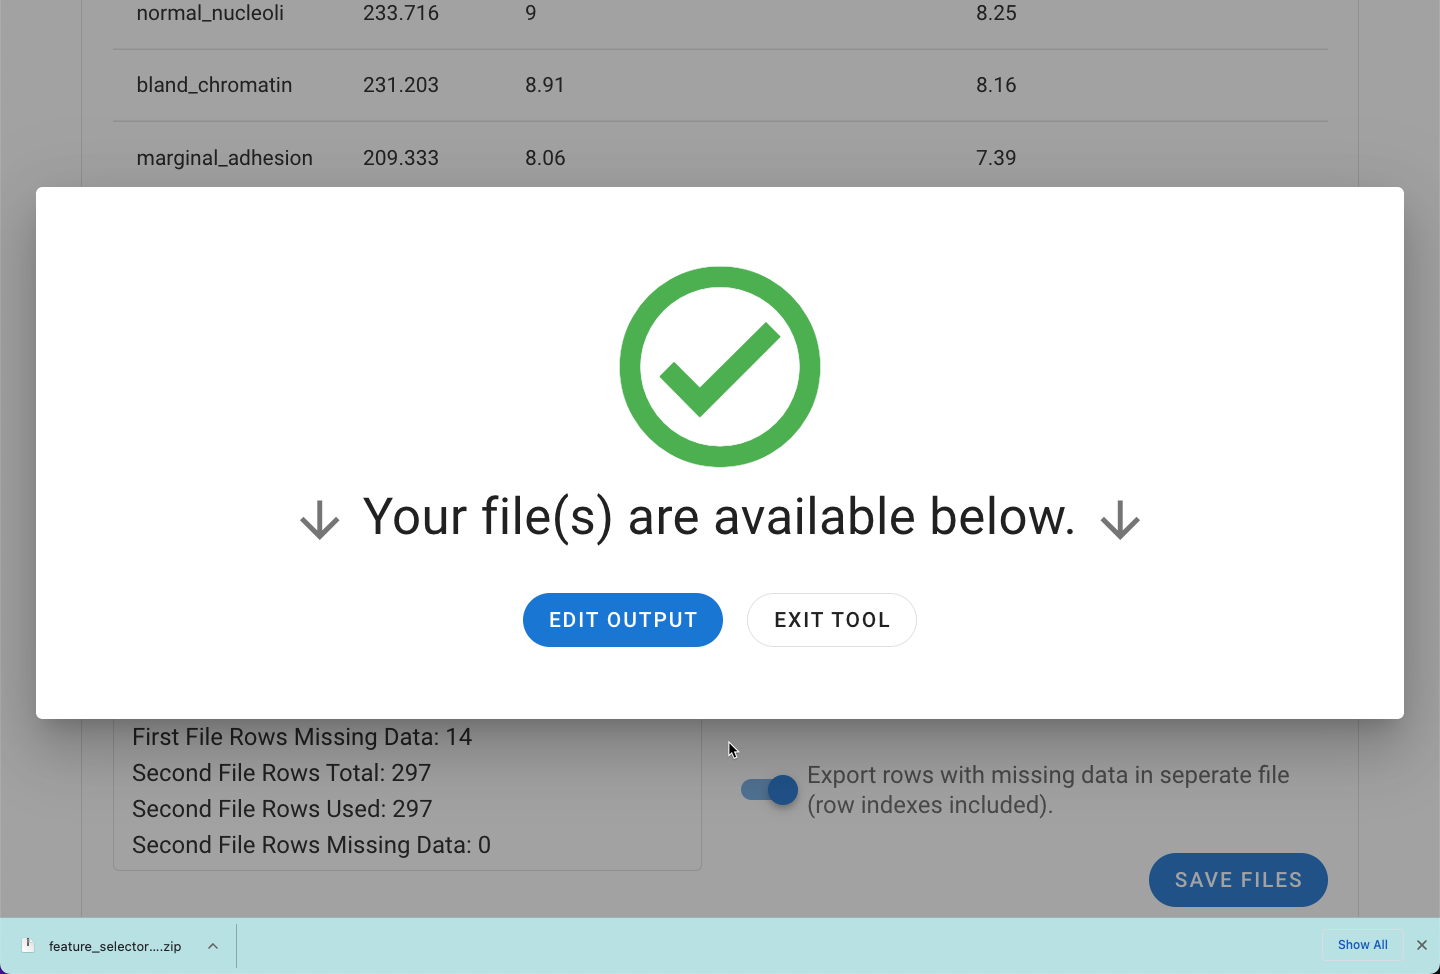 normal_nucleoli 233.716 9 8.25
bland_chromatin 231.203 8.91 8.16
marginal_adhesion 209.333 8.06 7.39
Your file(s) are available below.
EDIT OUTPUT EXIT TOOL
First File Rows Missing Data: 14
Second File Rows Total: 297
Second File Rows Used: 297
Second File Rows Missing Data: 0
Export rows with missing data in seperate file
(row indexes included).
SAVE FILES
feature_selector....zip
Show All